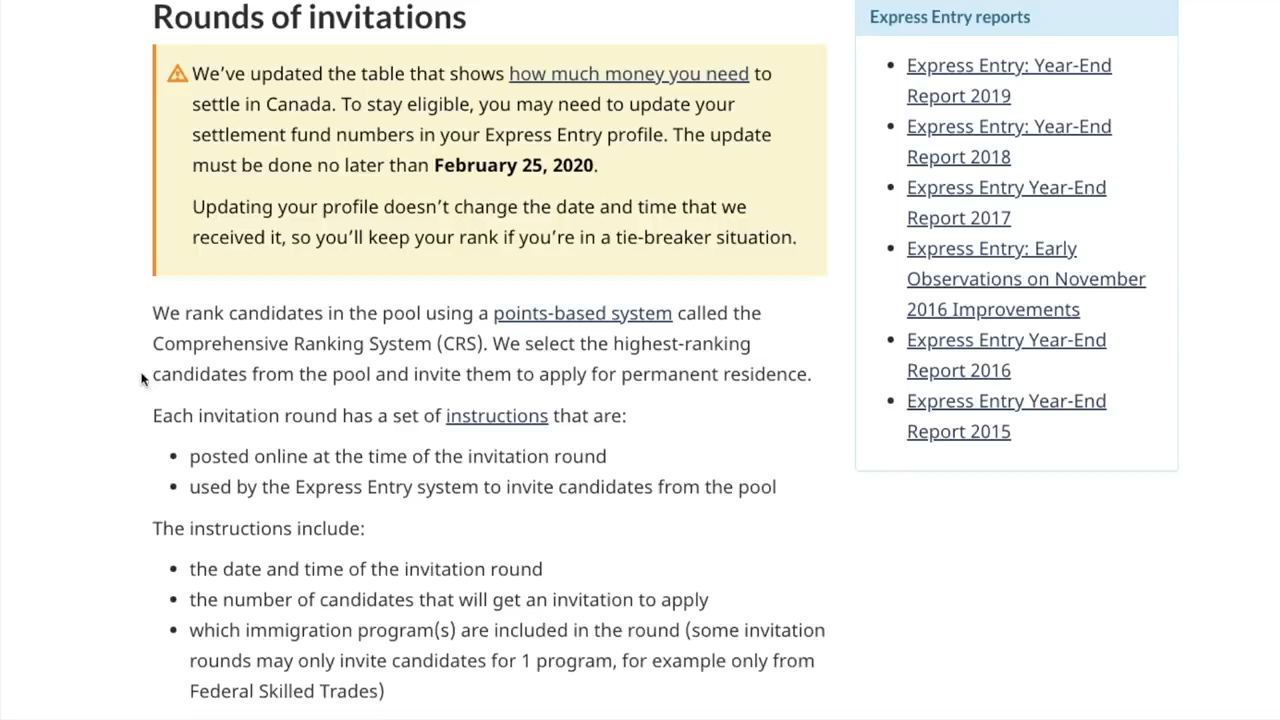 Rounds of invitations
We’ve updated the table that shows how much money you need to
settle in Canada. To stay eligible, you may need to update your
settlement fund numbers in your Express Entry profile. The update
must be done no later than February 25, 2020.
Updating your profile doesn’t change the date and time that we
received it, so you’ll keep your rank if you’re in a tie-breaker situation.
We rank candidates in the pool using a points-based system called the
Comprehensive Ranking System (CRS). We select the highest-ranking
candidates from the pool and invite them to apply for permanent residence.
Each invitation round has a set of instructions that are:
• posted online at the time of the invitation round
• used by the Express Entry system to invite candidates from the pool
The instructions include:
• the date and time of the invitation round
• the number of candidates that will get an invitation to apply
• which immigration program(s) are included in the round (some invitation
rounds may only invite candidates for 1 program, for example only from
Federal Skilled Trades)
Express Entry reports
• Express Entry: Year-End
Report 2019
• Express Entry: Year-End
Report 2018
• Express Entry Year-End
Report 2017
• Express Entry: Early
Observations on November
2016 Improvements
• Express Entry Year-End
Report 2016
• Express Entry Year-End
Report 2015